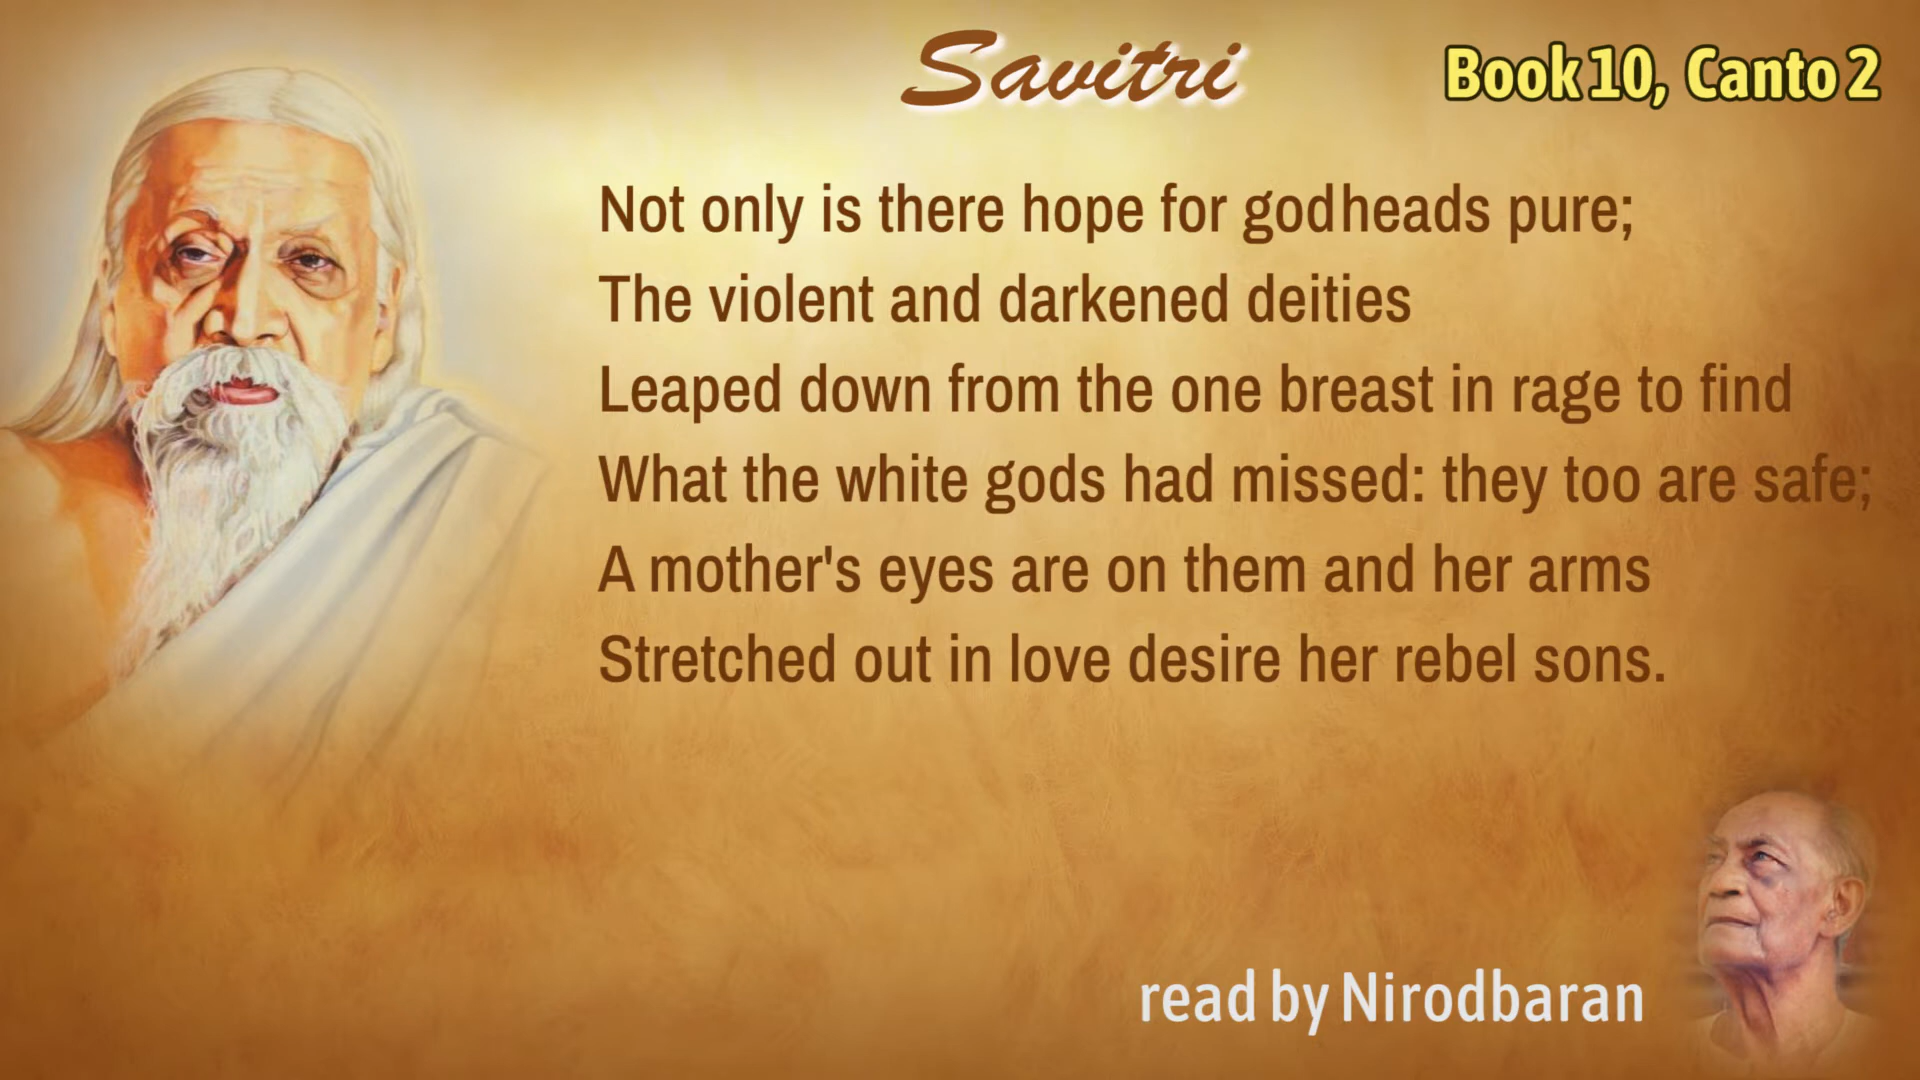 Savitri
Book 10, Canto 2
Not only is there hope for godheads pure;
The violent and darkened deities
Leaped down from the one breast in rage to find
What the white gods had missed: they too are safe;
A mother's eyes are on them and her arms
Stretched out in love desire her rebel sons.
read by Nirodbaran